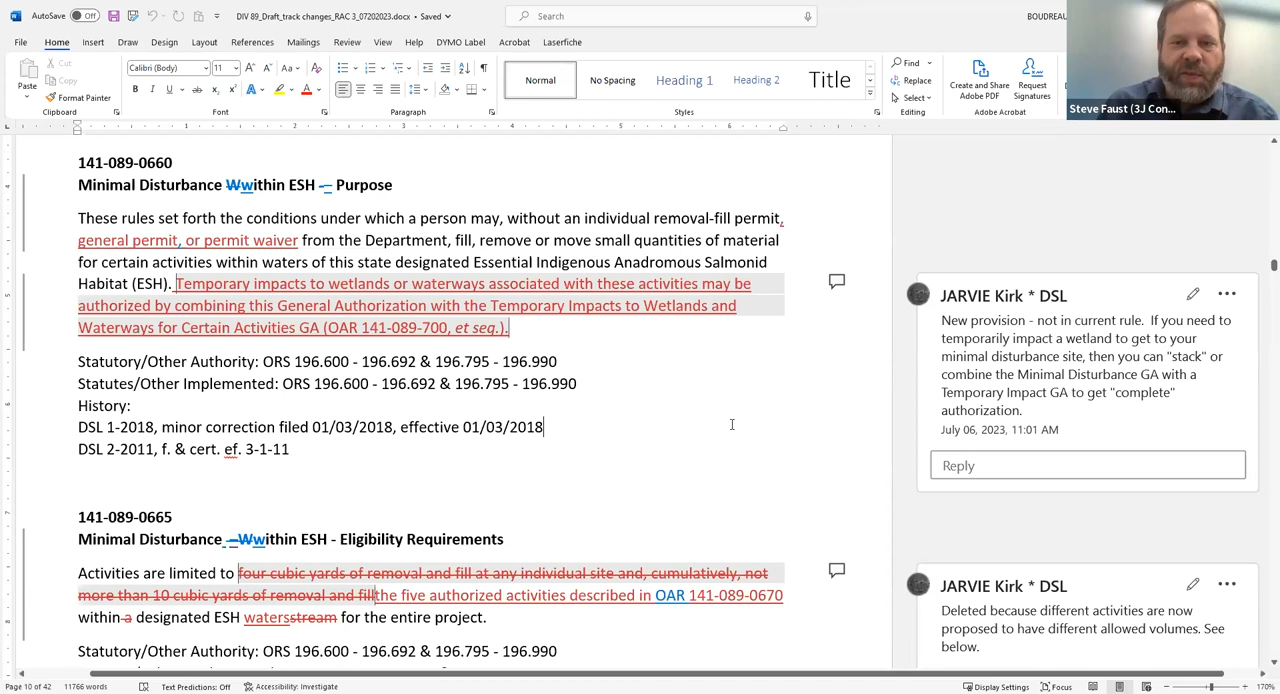 AutoSave Off DIV 89_Draft_track changes_RAC 3_07202023.docx • Saved Search BOUDREAU
File Home Insert Draw Design Layout References Mailings Review View Help DYMO Label Acrobat Laserfiche
Paste Cut Copy Format Painter Calibri (Body) 11 Normal No Spacing Heading 1 Heading 2 Title Find Replace Select Create and Share Adobe PDF Request Signatures
Clipboard Font Paragraph Styles Editing Adobe Acrobat
Steve Faust (3J Con...
141-089-0660
Minimal Disturbance Wwithin ESH – Purpose
These rules set forth the conditions under which a person may, without an individual removal-fill permit,
general permit, or permit waiver from the Department, fill, remove or move small quantities of material
for certain activities within waters of this state designated Essential Indigenous Anadromous Salmonid
Habitat (ESH). Temporary impacts to wetlands or waterways associated with these activities may be
authorized by combining this General Authorization with the Temporary Impacts to Wetlands and
Waterways for Certain Activities GA (OAR 141-089-700, et seq.).
Statutory/Other Authority: ORS 196.600 - 196.692 & 196.795 - 196.990
Statutes/Other Implemented: ORS 196.600 - 196.692 & 196.795 - 196.990
History:
DSL 1-2018, minor correction filed 01/03/2018, effective 01/03/2018
DSL 2-2011, f. & cert. ef. 3-1-11
141-089-0665
Minimal Disturbance –Wwithin ESH - Eligibility Requirements
Activities are limited to four cubic yards of removal and fill at any individual site and, cumulatively, not
more than 10 cubic yards of removal and fillthe five authorized activities described in OAR 141-089-0670
within a designated ESH watersstream for the entire project.
Statutory/Other Authority: ORS 196.600 - 196.692 & 196.795 - 196.990
JARVIE Kirk * DSL
New provision - not in current rule. If you need to
temporarily impact a wetland to get to your
minimal disturbance site, then you can "stack" or
combine the Minimal Disturbance GA with a
Temporary Impact GA to get "complete"
authorization.
July 06, 2023, 11:01 AM
Reply
JARVIE Kirk * DSL
Deleted because different activities are now
proposed to have different allowed volumes. See
below.
Page 10 of 42 11766 words Text Predictions: Off Accessibility: Investigate Display Settings Focus 170%